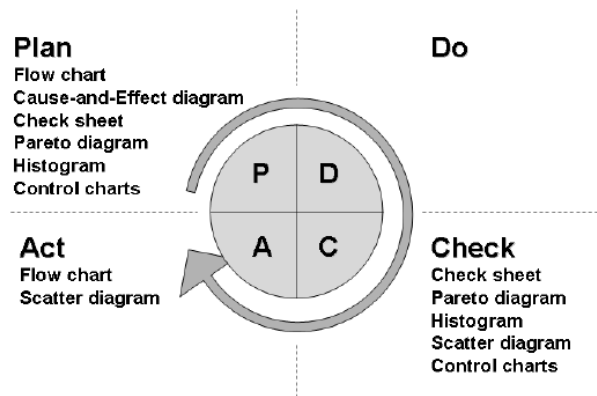 Plan
Flow chart
Cause-and-Effect diagram
Check sheet
Pareto diagram
Histogram
Control charts
Do
P
D
A
C
Act
Flow chart
Scatter diagram
Check
Check sheet
Pareto diagram
Histogram
Scatter diagram
Control charts